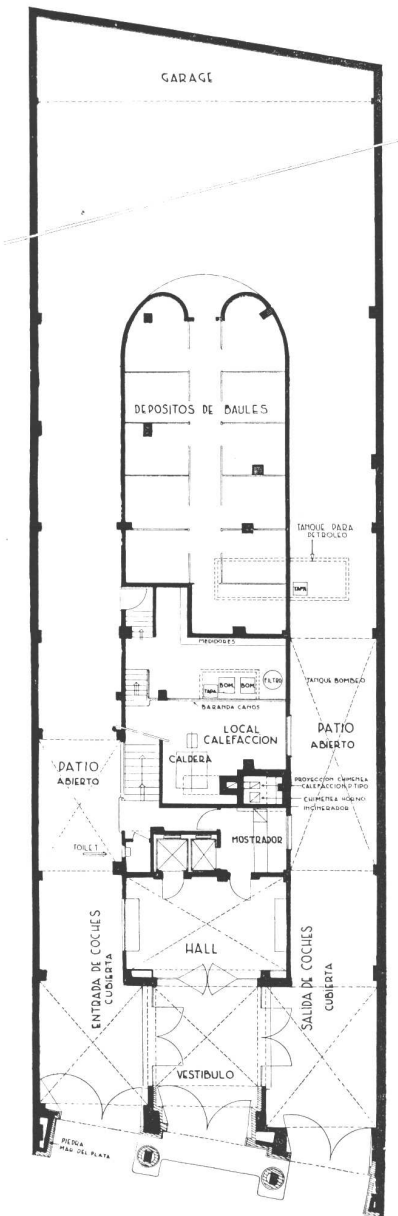 GARAGE
DEPOSITOS DE BAULES
TANQUE PARA
PETROLEO
TAPA
MEDIDORES
TAPA
BOM.
BOM.
FILTRO
TANQUE BOMBEO
BARANDA CAÑOS
LOCAL
CALEFACCION
CALDERA
PATIO
ABIERTO
PATIO
ABIERTO
PROYECCION CHIMENEA
CALEFACCION P. TIPO
CHIMENEA HORNO
INCINERADOR
MOSTRADOR
TOILET
HALL
ENTRADA DE COCHES
CUBIERTA
SALIDA DE COCHES
CUBIERTA
VESTIBULO
PIEDRA
MAR DEL PLATA